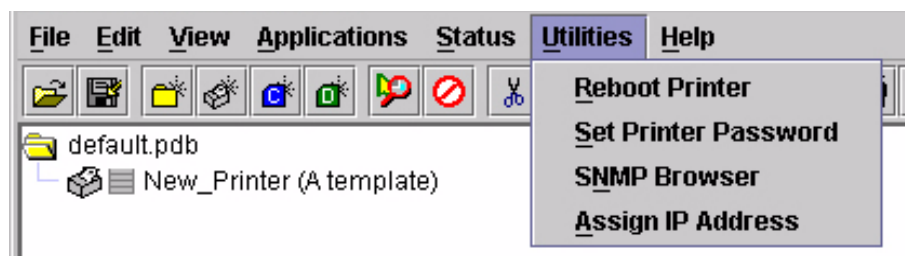 File Edit View Applications Status Utilities Help
Reboot Printer
Set Printer Password
SNMP Browser
Assign IP Address
default.pdb
New_Printer (A template)